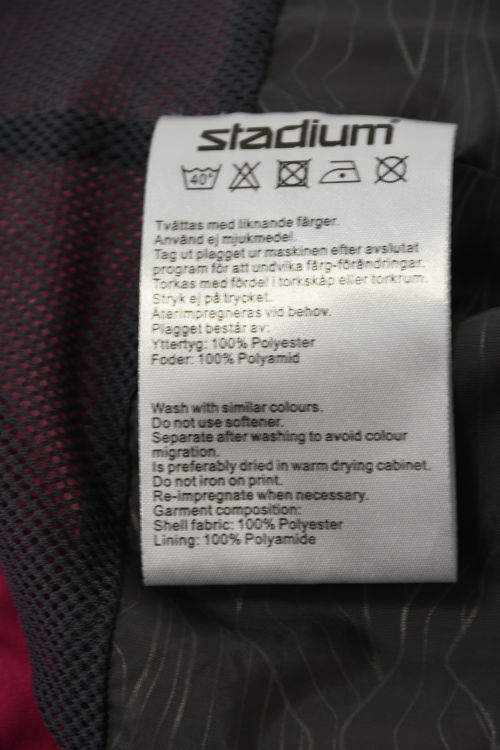 stadium
40°
Tvättas med liknande färger.
Använd ej mjukmedel.
Tag ut plagget ur maskinen efter avslutat
program för att undvika färg-förändringar.
Torkas med fördel i torkskåp eller torkrum.
Stryk ej på trycket.
Återimpregneras vid behov.
Plagget består av:
Yttertyg: 100% Polyester
Foder: 100% Polyamid
Wash with similar colours.
Do not use softener.
Separate after washing to avoid colour
migration.
Is preferably dried in warm drying cabinet.
Do not iron on print.
Re-impregnate when necessary.
Garment composition:
Shell fabric: 100% Polyester
Lining: 100% Polyamide